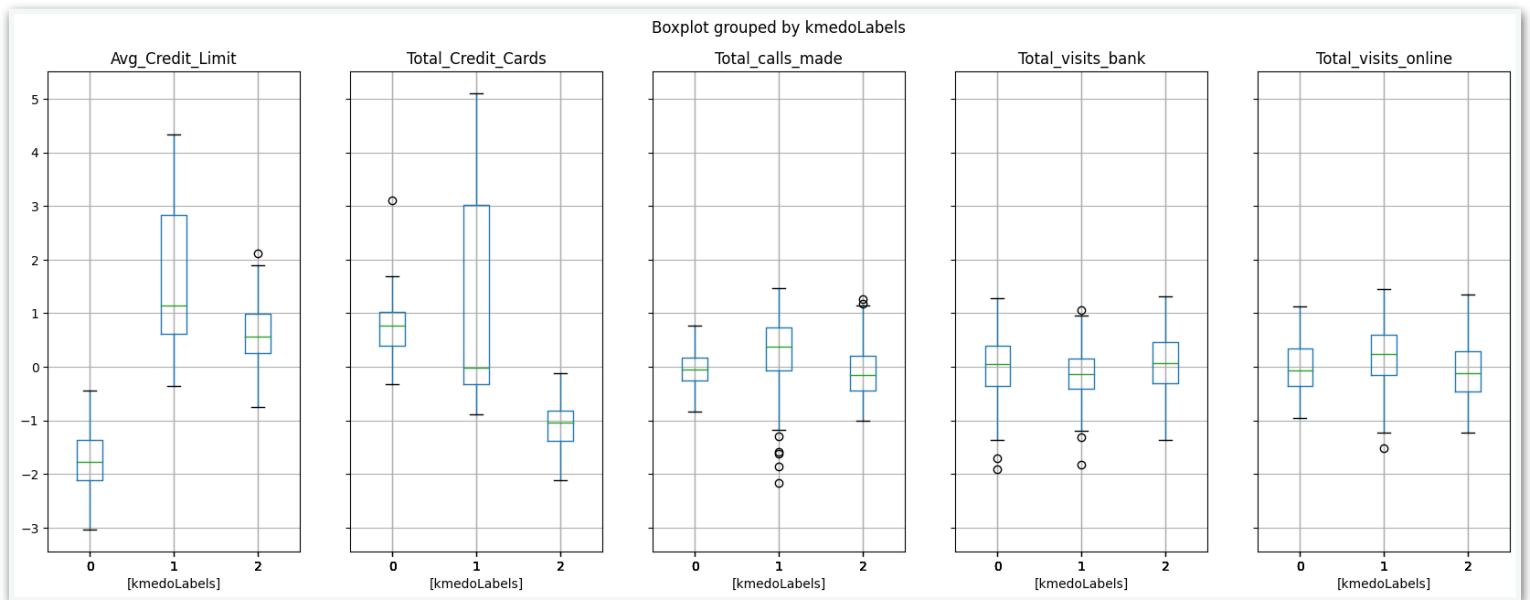 Boxplot grouped by kmedoLabels
Avg_Credit_Limit
Total_Credit_Cards
Total_calls_made
Total_visits_bank
Total_visits_online
5
4
3
2
1
0
−1
−2
−3
0 1 2
[kmedoLabels]
0 1 2
[kmedoLabels]
0 1 2
[kmedoLabels]
0 1 2
[kmedoLabels]
0 1 2
[kmedoLabels]